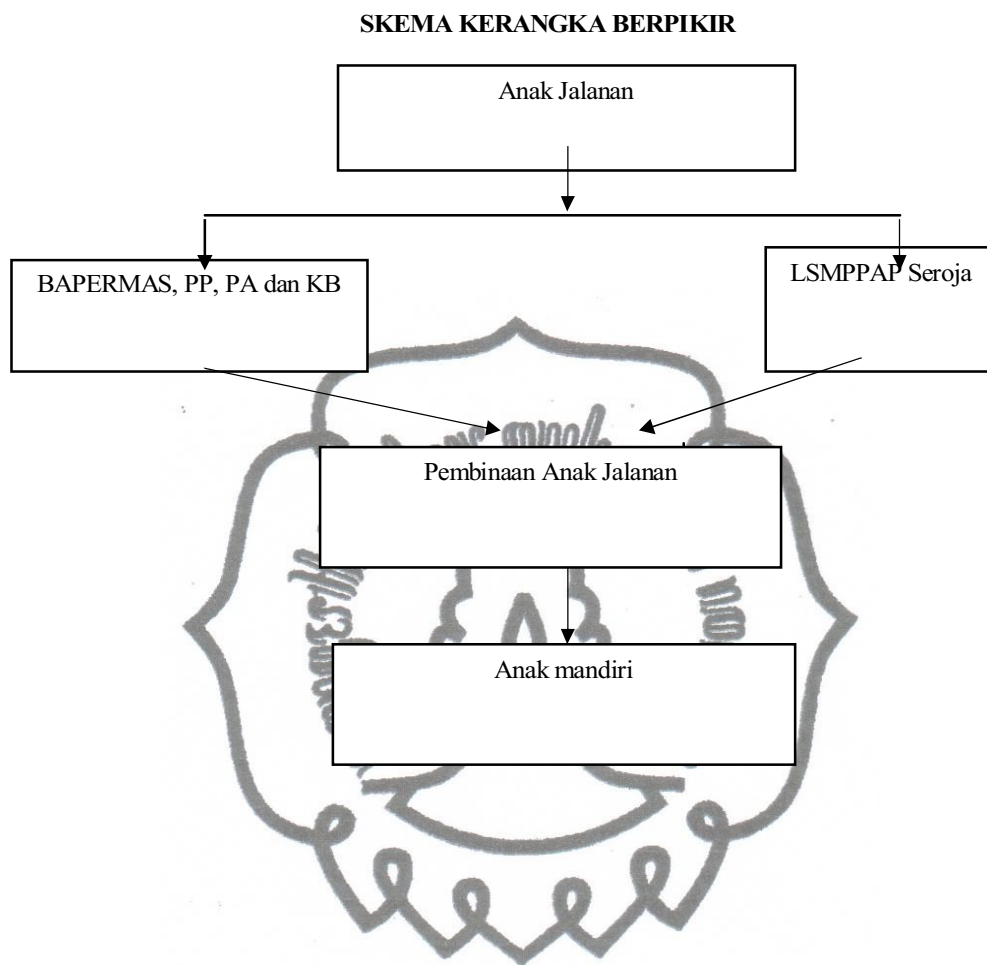 SKEMA KERANGKA BERPIKIR
Anak Jalanan
BAPERMAS, PP, PA dan KB
LSMPPAP Seroja
Pembinaan Anak Jalanan
Anak mandiri